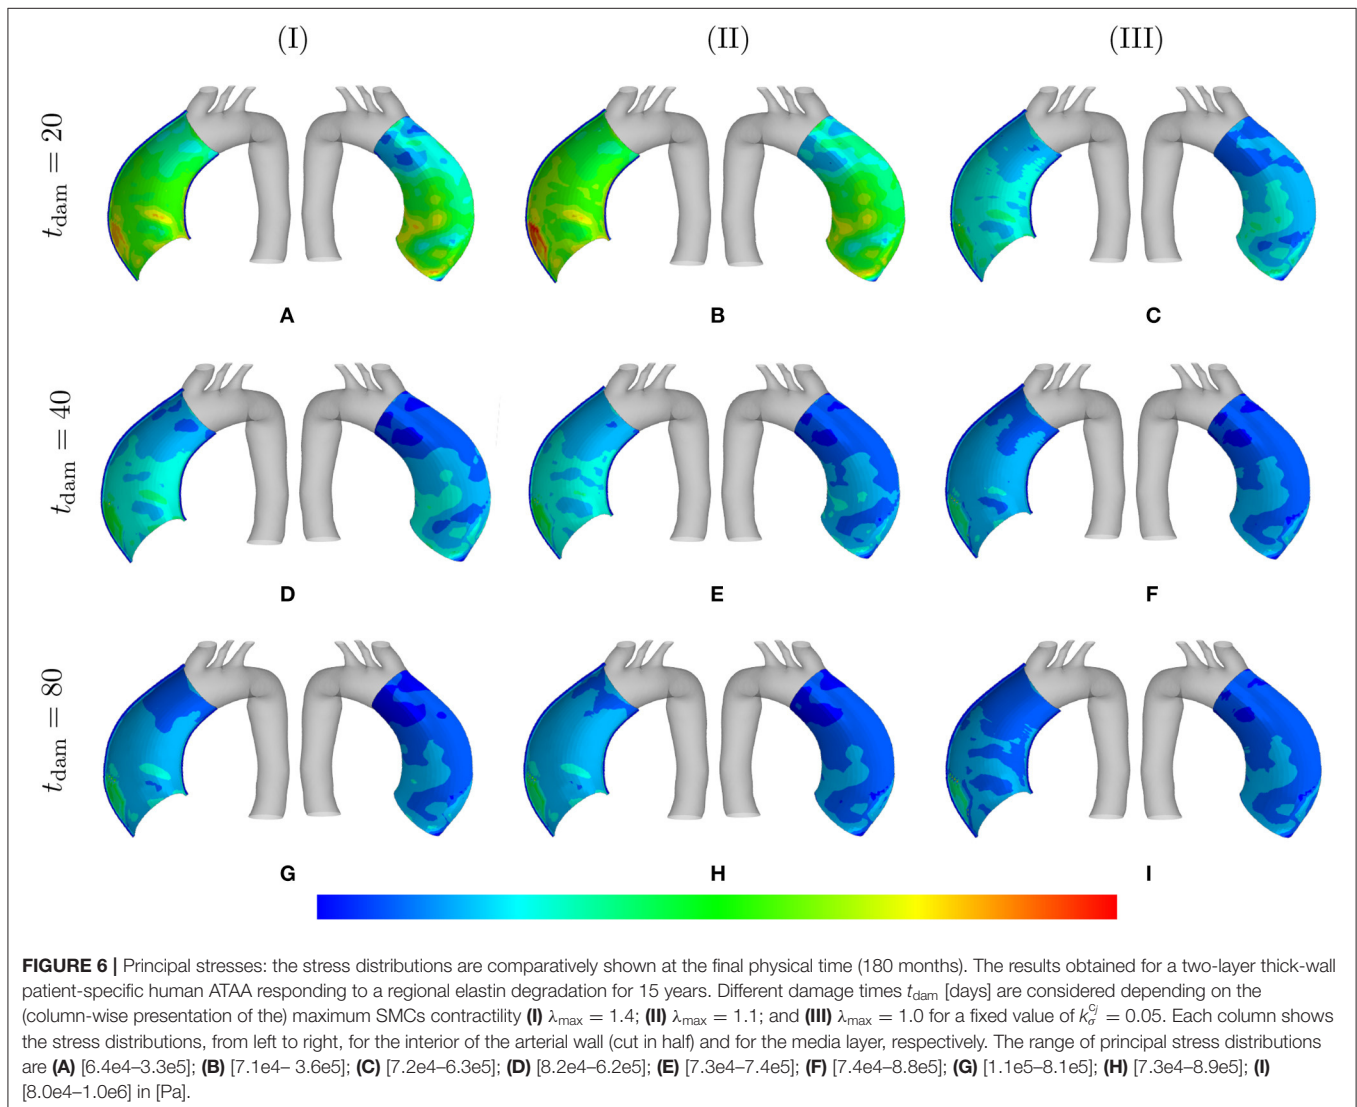 (I) (II) (III)
t_dam = 20
A B C
t_dam = 40
D E F
t_dam = 80
G H I
FIGURE 6 | Principal stresses: the stress distributions are comparatively shown at the final physical time (180 months). The results obtained for a two-layer thick-wall
patient-specific human ATAA responding to a regional elastin degradation for 15 years. Different damage times t_dam [days] are considered depending on the
(column-wise presentation of the) maximum SMCs contractility (I) λ_max = 1.4; (II) λ_max = 1.1; and (III) λ_max = 1.0 for a fixed value of k_σ^{c_j} = 0.05. Each column shows
the stress distributions, from left to right, for the interior of the arterial wall (cut in half) and for the media layer, respectively. The range of principal stress distributions
are (A) [6.4e4–3.3e5]; (B) [7.1e4– 3.6e5]; (C) [7.2e4–6.3e5]; (D) [8.2e4–6.2e5]; (E) [7.3e4–7.4e5]; (F) [7.4e4–8.8e5]; (G) [1.1e5–8.1e5]; (H) [7.3e4–8.9e5]; (I)
[8.0e4–1.0e6] in [Pa].